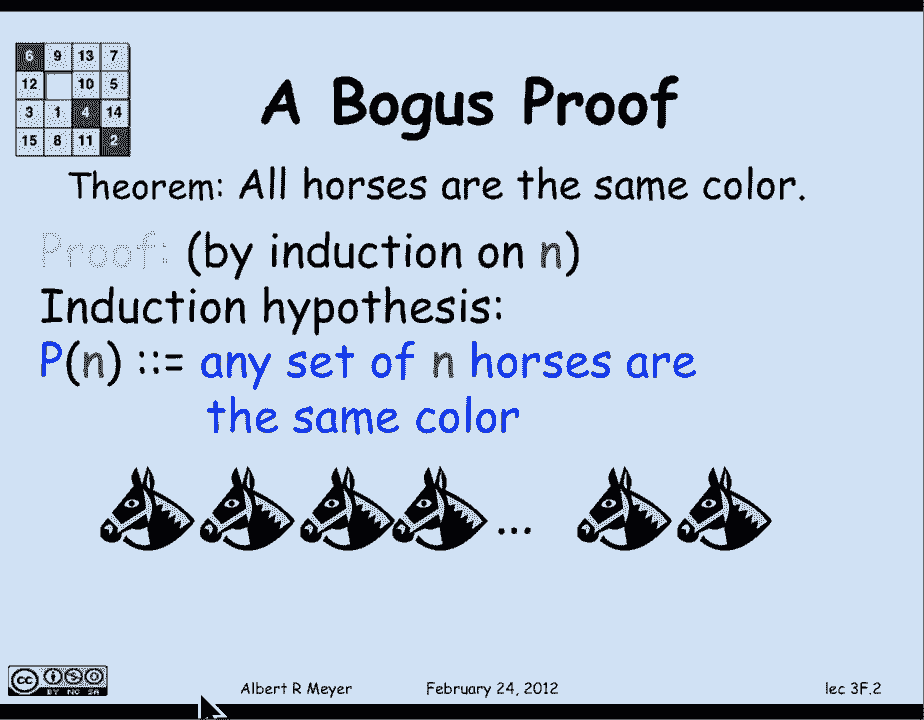 6 9 13 7
12 10 5
3 1 4 14
15 8 11 2
A Bogus Proof
Theorem: All horses are the same color.
Proof: (by induction on n)
Induction hypothesis:
P(n) ::= any set of n horses are
the same color
...
cc BY NC SA
Albert R Meyer February 24, 2012 lec 3F.2